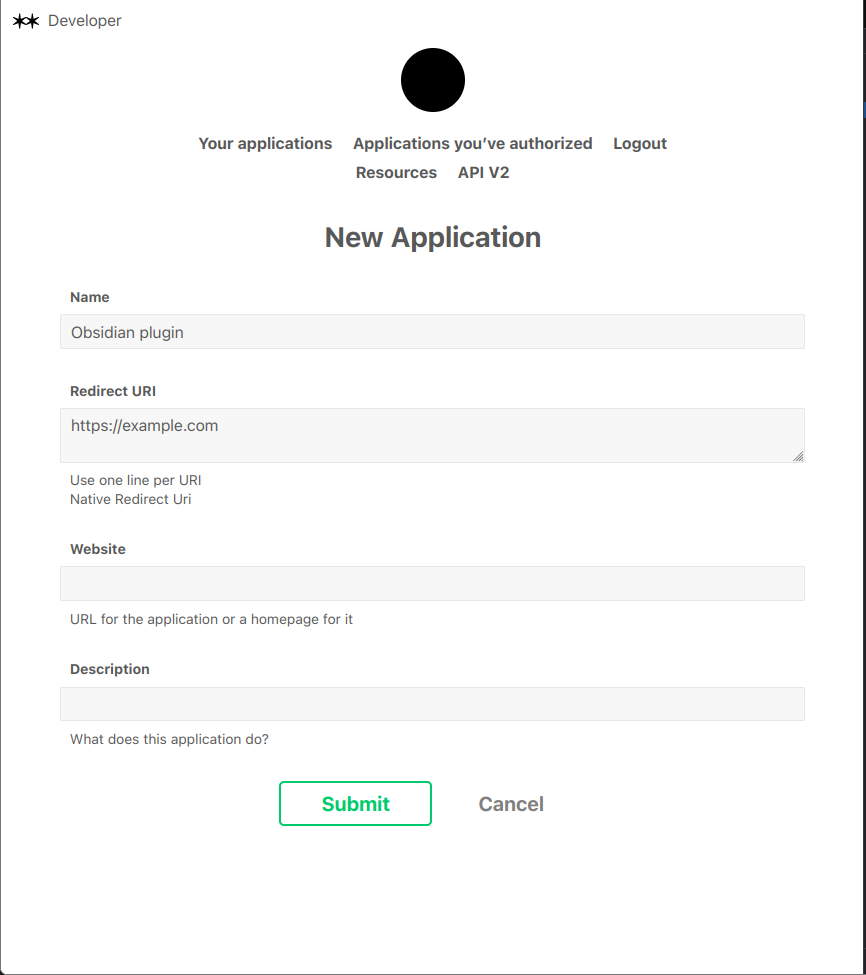 Developer
Your applications Applications you’ve authorized Logout
Resources API V2
New Application
Name
Obsidian plugin
Redirect URI
https://example.com
Use one line per URI
Native Redirect Uri
Website
URL for the application or a homepage for it
Description
What does this application do?
Submit Cancel